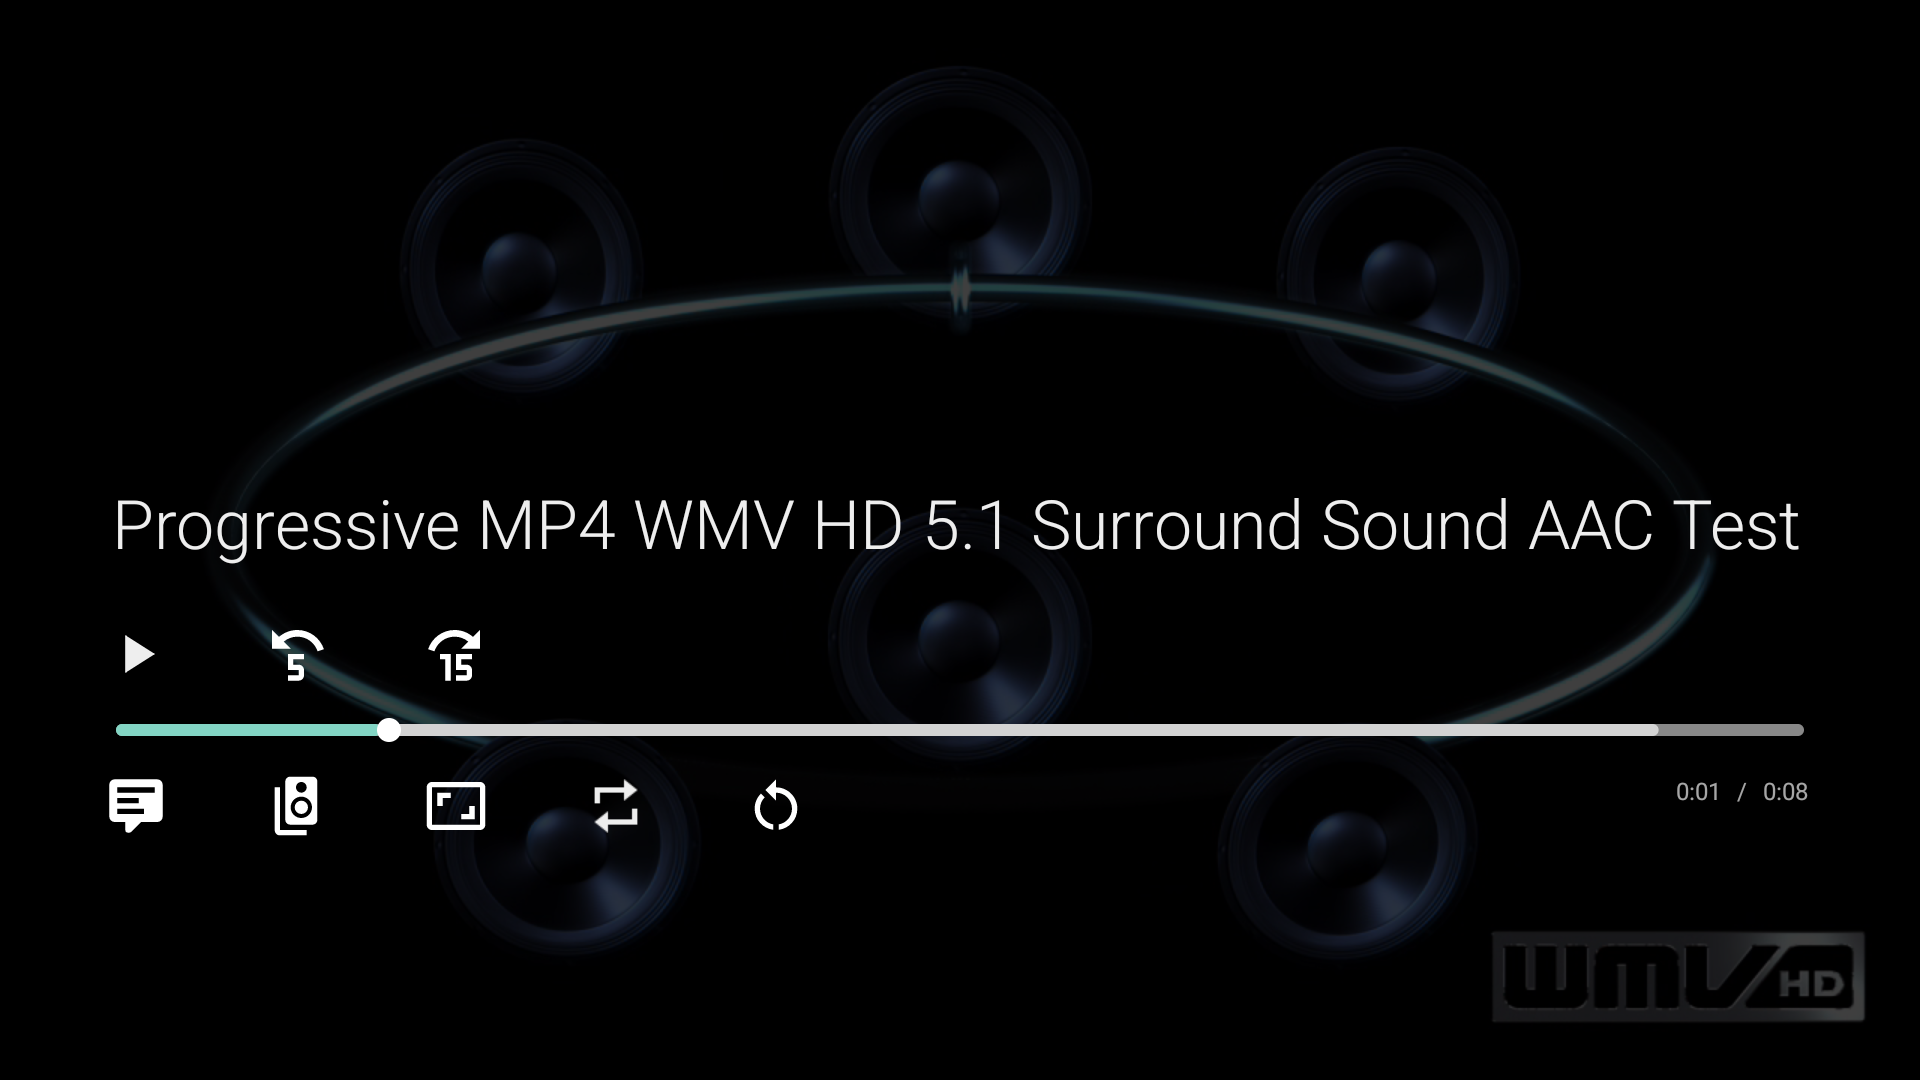 Progressive MP4 WMV HD 5.1 Surround Sound AAC Test
5
15
0:01 / 0:08
WMV HD